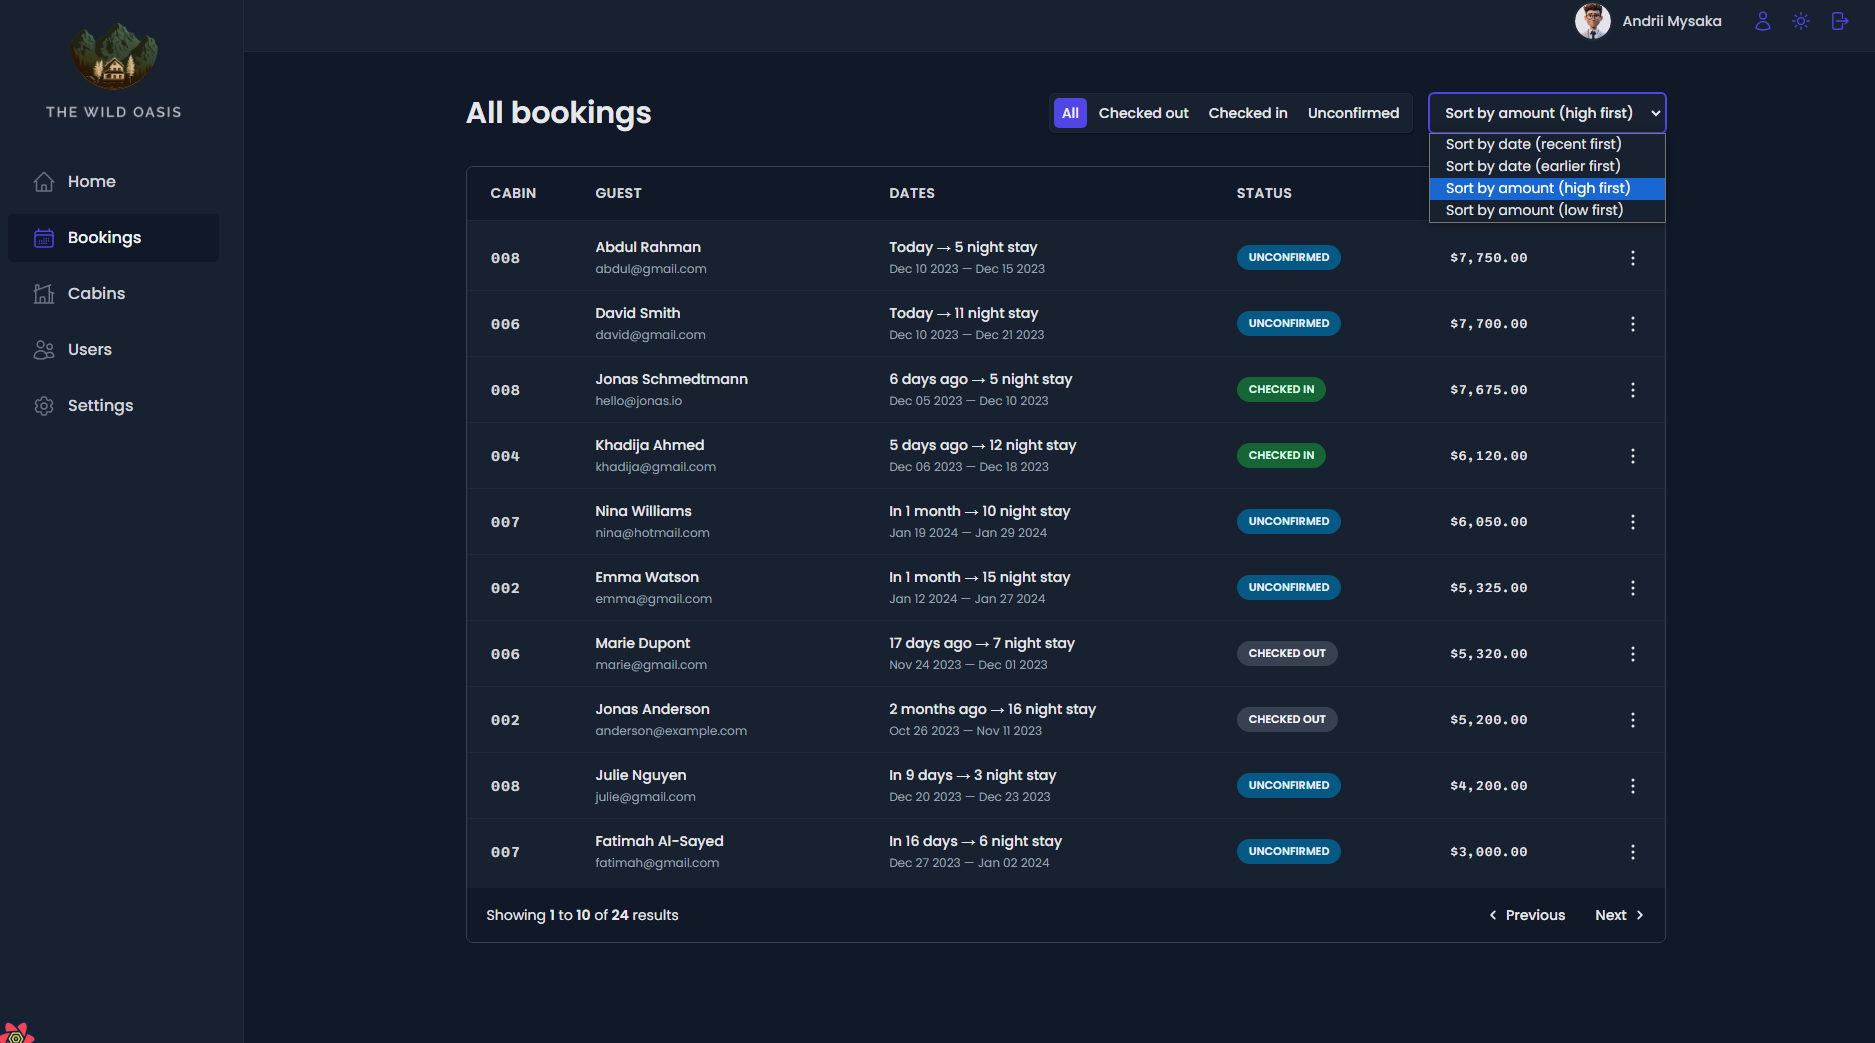 Andrii Mysaka
THE WILD OASIS
Home
Bookings
Cabins
Users
Settings
All bookings
All Checked out Checked in Unconfirmed
Sort by amount (high first)
Sort by date (recent first)
Sort by date (earlier first)
Sort by amount (high first)
Sort by amount (low first)
CABIN GUEST DATES STATUS
008 Abdul Rahman Today → 5 night stay UNCONFIRMED $7,750.00
abdul@gmail.com Dec 10 2023 — Dec 15 2023
006 David Smith Today → 11 night stay UNCONFIRMED $7,700.00
david@gmail.com Dec 10 2023 — Dec 21 2023
008 Jonas Schmedtmann 6 days ago → 5 night stay CHECKED IN $7,675.00
hello@jonas.io Dec 05 2023 — Dec 10 2023
004 Khadija Ahmed 5 days ago → 12 night stay CHECKED IN $6,120.00
khadija@gmail.com Dec 06 2023 — Dec 18 2023
007 Nina Williams In 1 month → 10 night stay UNCONFIRMED $6,050.00
nina@hotmail.com Jan 19 2024 — Jan 29 2024
002 Emma Watson In 1 month → 15 night stay UNCONFIRMED $5,325.00
emma@gmail.com Jan 12 2024 — Jan 27 2024
006 Marie Dupont 17 days ago → 7 night stay CHECKED OUT $5,320.00
marie@gmail.com Nov 24 2023 — Dec 01 2023
002 Jonas Anderson 2 months ago → 16 night stay CHECKED OUT $5,200.00
anderson@example.com Oct 26 2023 — Nov 11 2023
008 Julie Nguyen In 9 days → 3 night stay UNCONFIRMED $4,200.00
julie@gmail.com Dec 20 2023 — Dec 23 2023
007 Fatimah Al-Sayed In 16 days → 6 night stay UNCONFIRMED $3,000.00
fatimah@gmail.com Dec 27 2023 — Jan 02 2024
Showing 1 to 10 of 24 results Previous Next